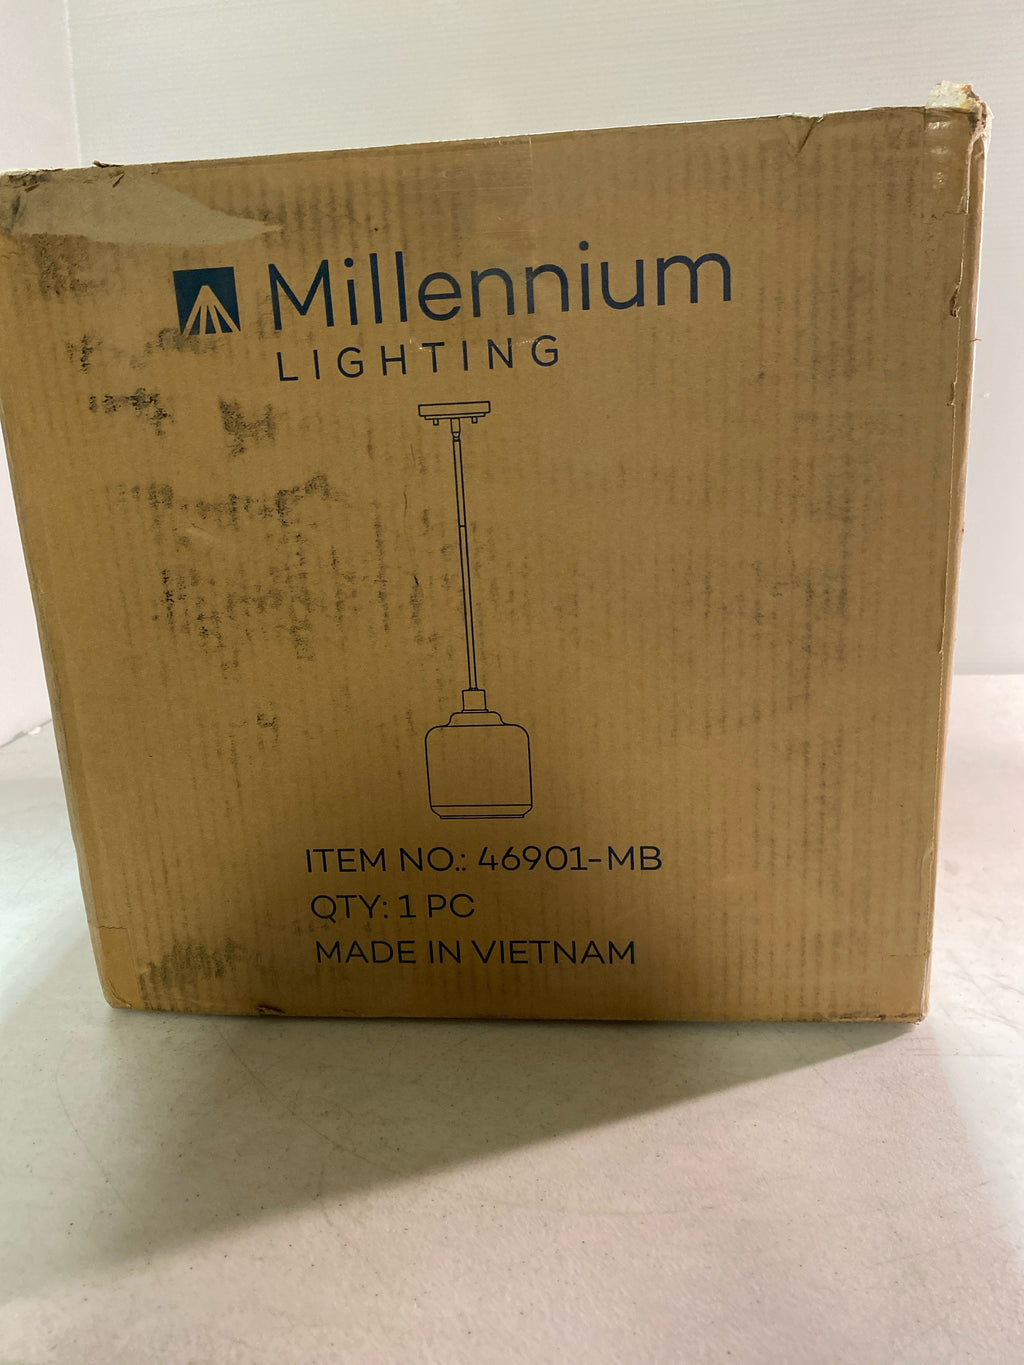 Millennium
LIGHTING
ITEM NO.: 46901-MB
QTY: 1 PC
MADE IN VIETNAM